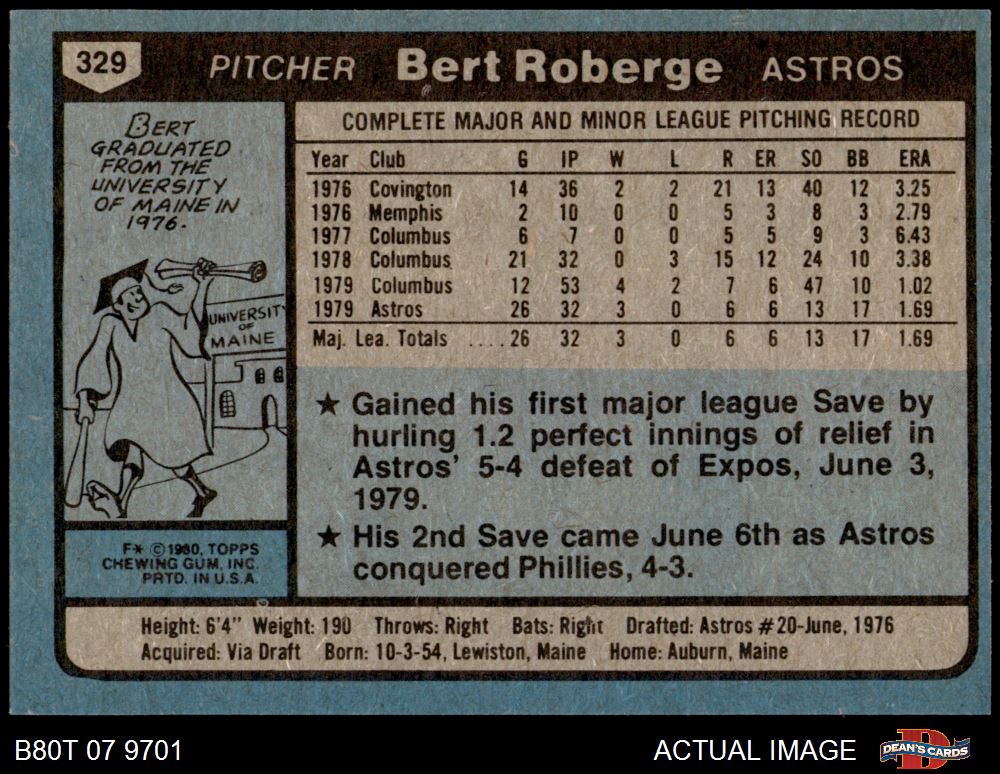 329 PITCHER Bert Roberge ASTROS
BERT
GRADUATED
FROM THE
UNIVERSITY
OF MAINE IN
1976.
UNIVERSITY
OF
MAINE
F* © 1980, TOPPS
CHEWING GUM, INC.
PRTD. IN U.S.A.
COMPLETE MAJOR AND MINOR LEAGUE PITCHING RECORD
Year Club G IP W L R ER SO BB ERA
1976 Covington 14 36 2 2 21 13 40 12 3.25
1976 Memphis 2 10 0 0 5 3 8 3 2.79
1977 Columbus 6 7 0 0 5 5 9 3 6.43
1978 Columbus 21 32 0 3 15 12 24 10 3.38
1979 Columbus 12 53 4 2 7 6 47 10 1.02
1979 Astros 26 32 3 0 6 6 13 17 1.69
Maj. Lea. Totals ....26 32 3 0 6 6 13 17 1.69
★ Gained his first major league Save by
hurling 1.2 perfect innings of relief in
Astros' 5-4 defeat of Expos, June 3,
1979.
★ His 2nd Save came June 6th as Astros
conquered Phillies, 4-3.
Height: 6'4" Weight: 190 Throws: Right Bats: Right Drafted: Astros #20-June, 1976
Acquired: Via Draft Born: 10-3-54, Lewiston, Maine Home: Auburn, Maine
B80T 07 9701 ACTUAL IMAGE DEAN'S CARDS